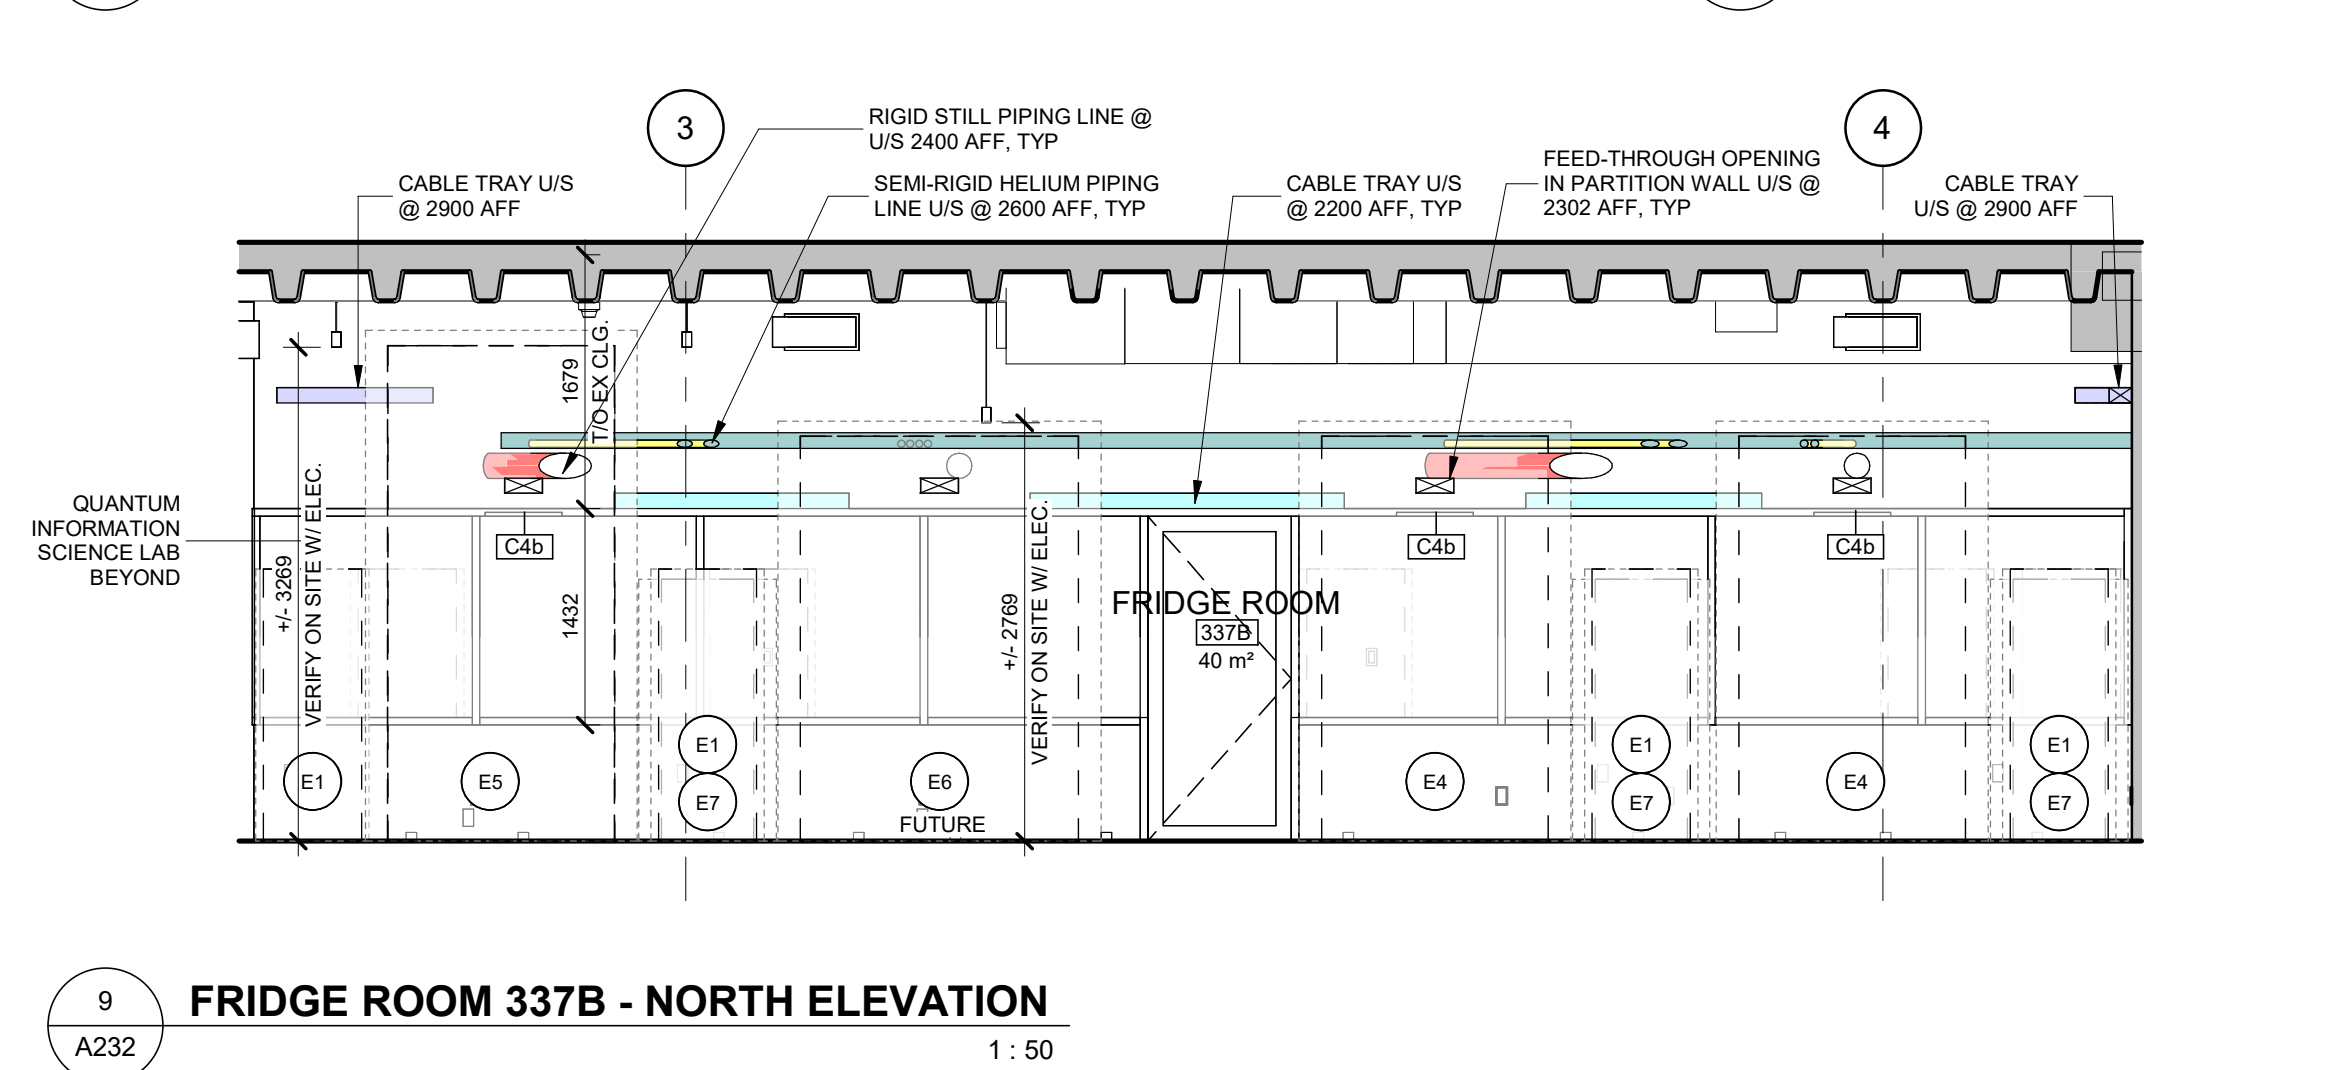 3
4
RIGID STILL PIPING LINE @
U/S 2400 AFF, TYP
CABLE TRAY U/S
@ 2900 AFF
SEMI-RIGID HELIUM PIPING
LINE U/S @ 2600 AFF, TYP
CABLE TRAY U/S
@ 2200 AFF, TYP
FEED-THROUGH OPENING
IN PARTITION WALL U/S @
2302 AFF, TYP
CABLE TRAY
U/S @ 2900 AFF
1679
T/O EX CLG.
QUANTUM
INFORMATION
SCIENCE LAB
BEYOND
+/- 3269
VERIFY ON SITE W/ ELEC.
C4b
1432
+/- 2769
VERIFY ON SITE W/ ELEC.
FRIDGE ROOM
337B
40 m²
C4b
C4b
E1
E5
E1
E7
E6
FUTURE
E4
E1
E7
E4
E1
E7
9
A232
FRIDGE ROOM 337B - NORTH ELEVATION
1 : 50